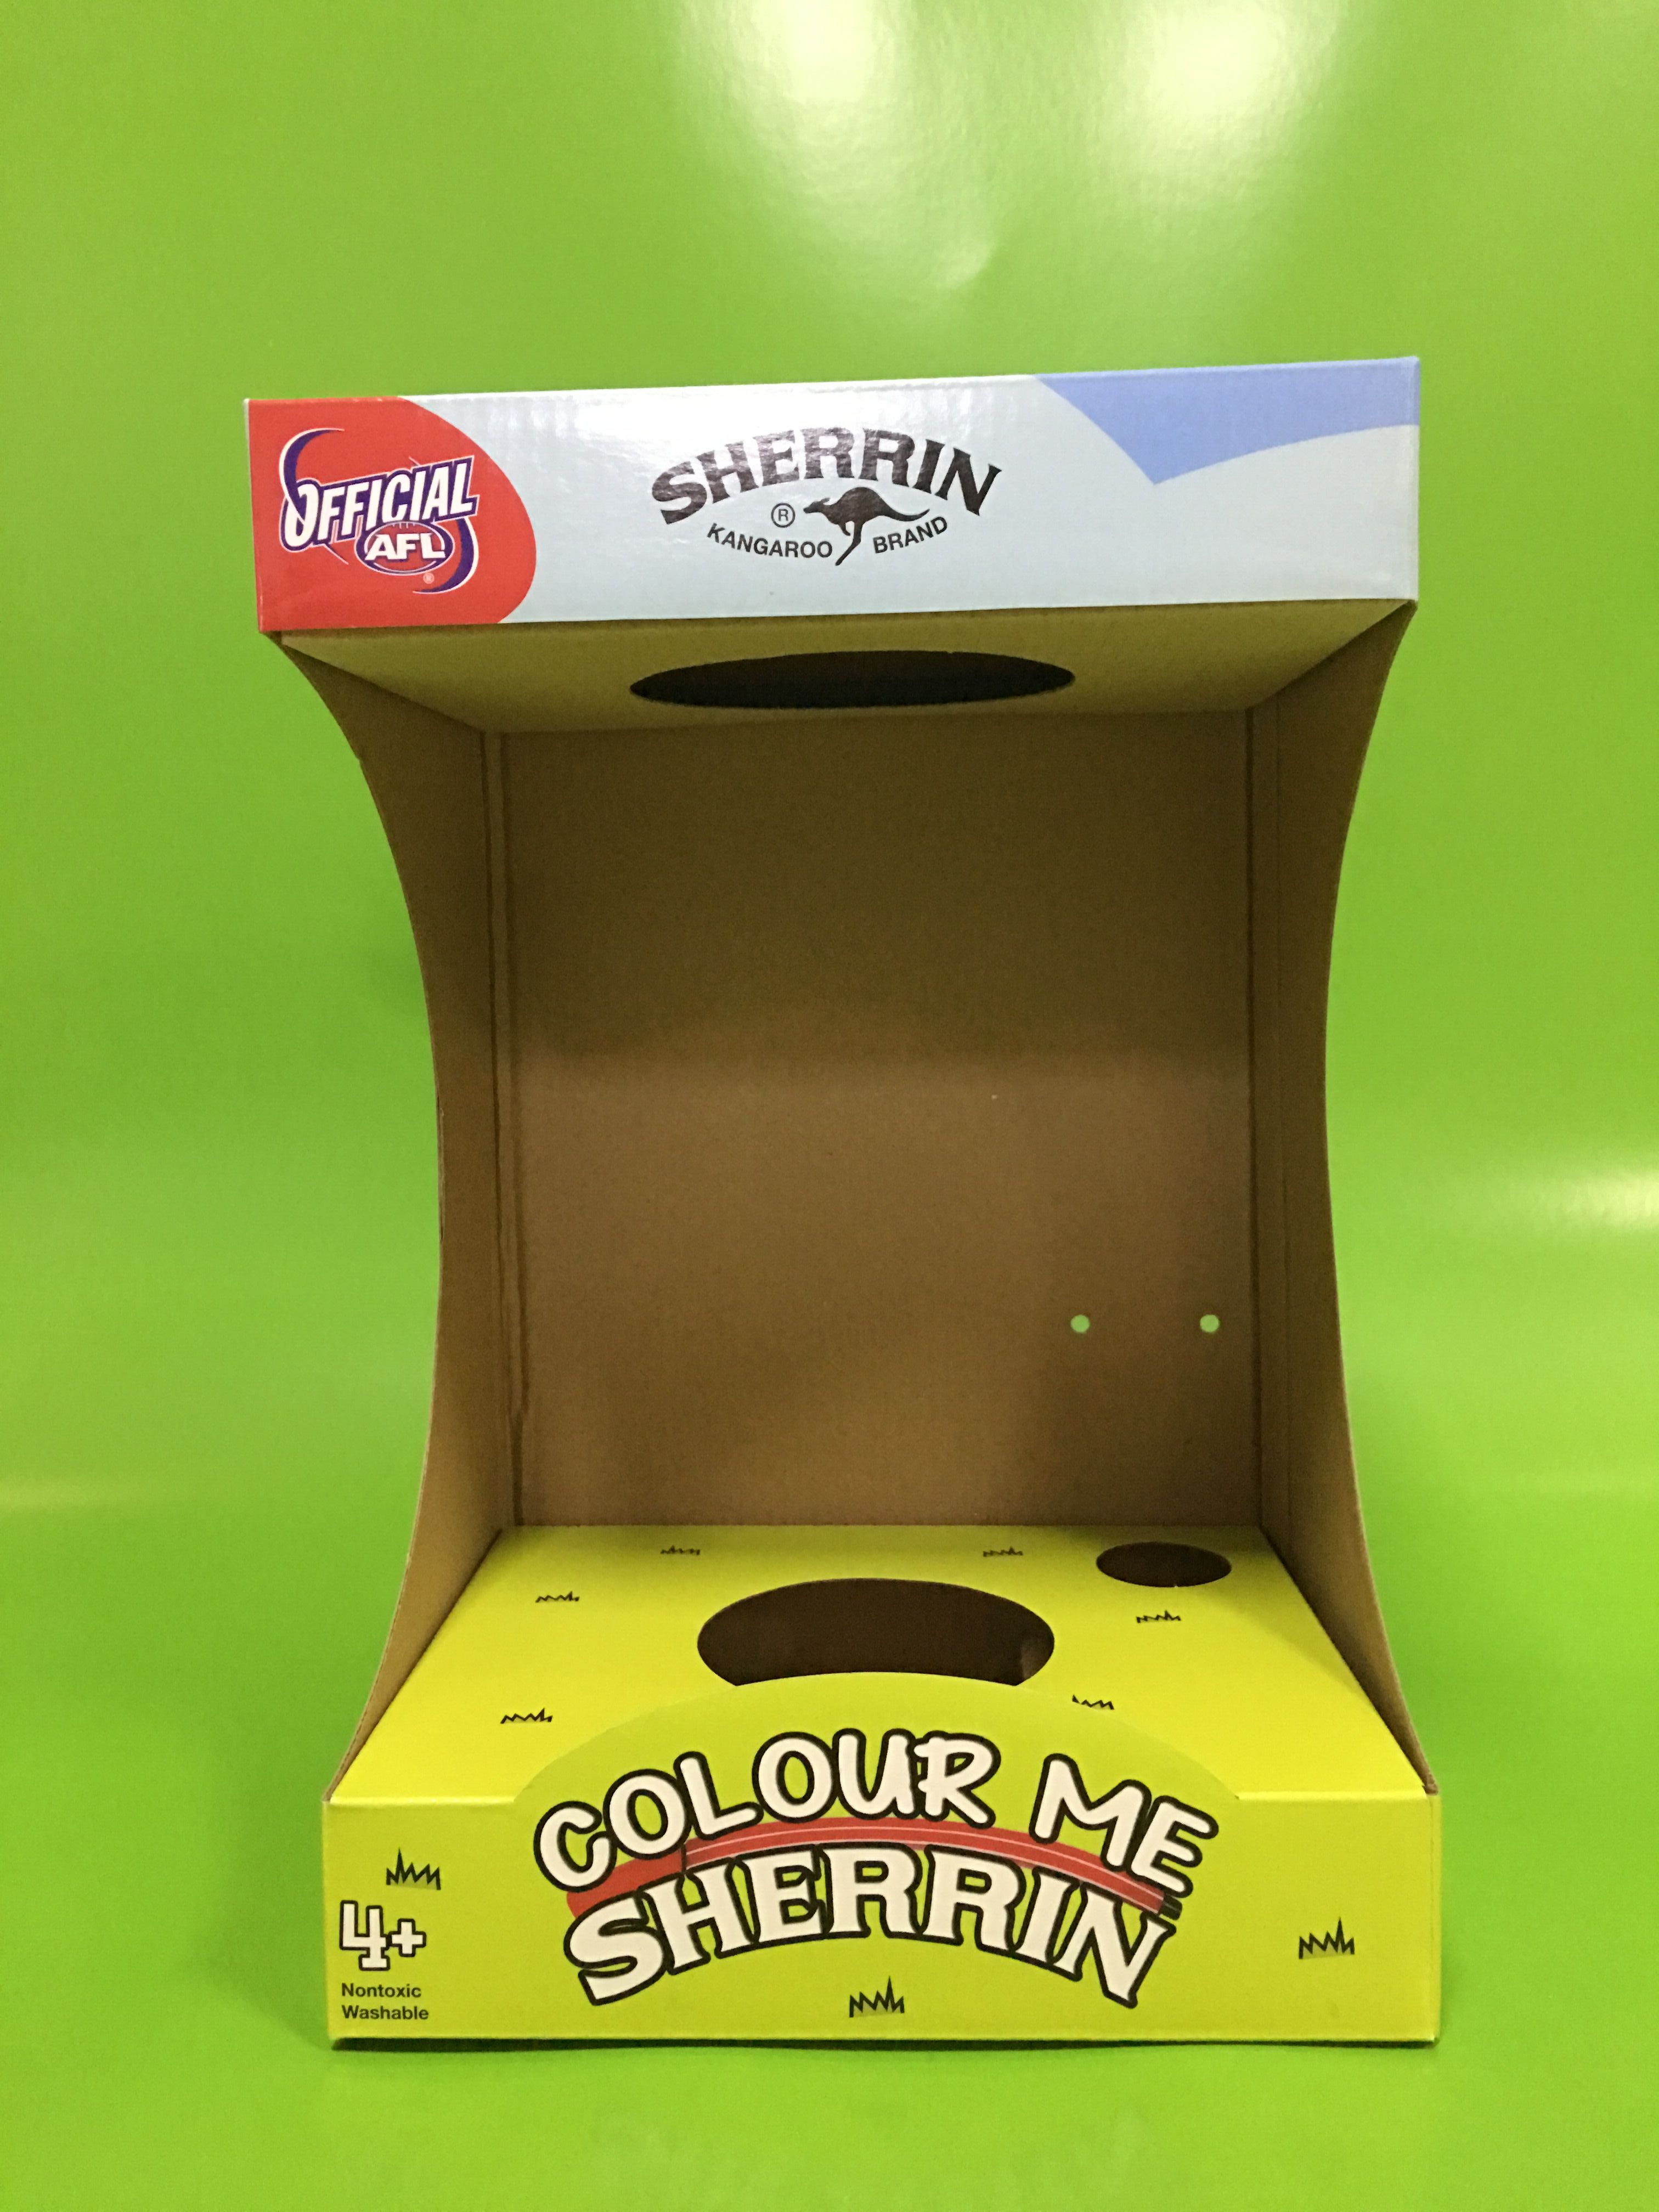 OFFICIAL
AFL
®
SHERRIN
®
KANGAROO BRAND
COLOUR ME
SHERRIN
4+
Nontoxic
Washable